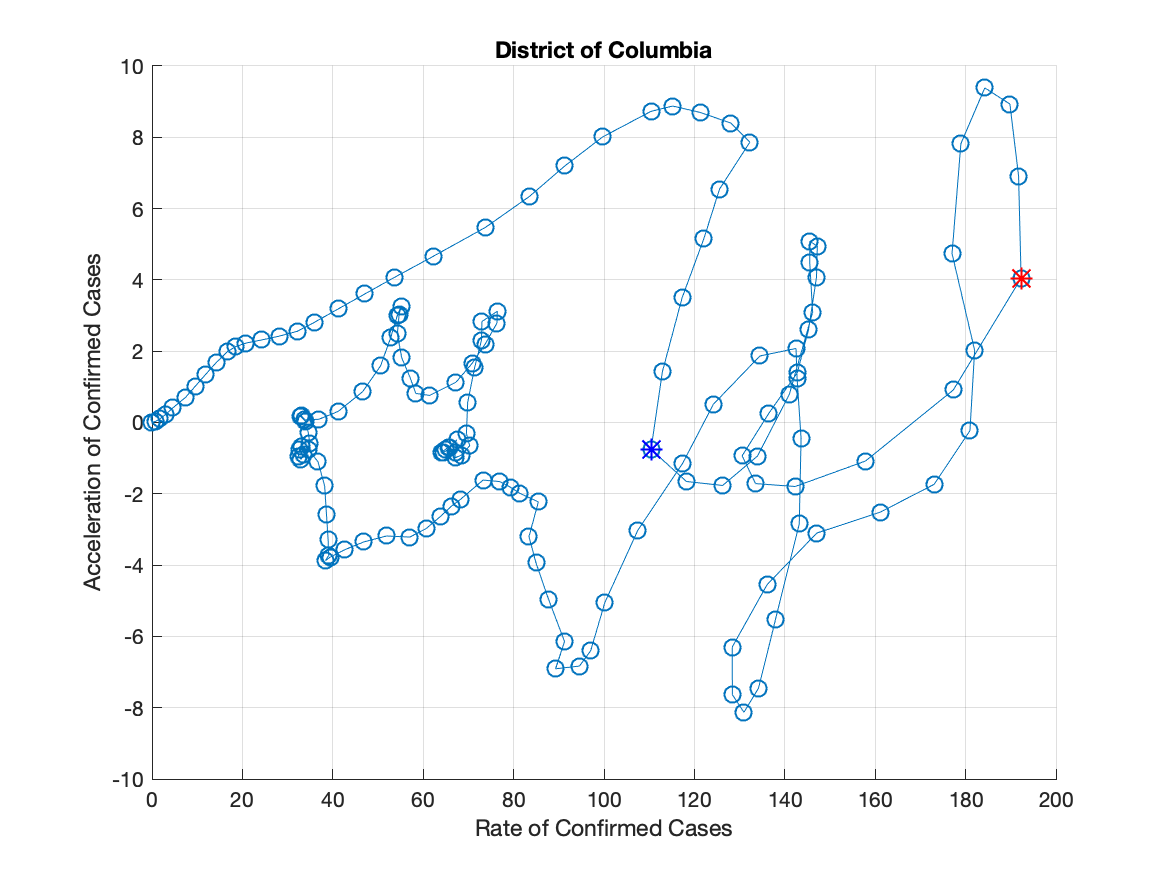 District of Columbia
Acceleration of Confirmed Cases
10
8
6
4
2
0
-2
-4
-6
-8
-10
0 20 40 60 80 100 120 140 160 180 200
Rate of Confirmed Cases